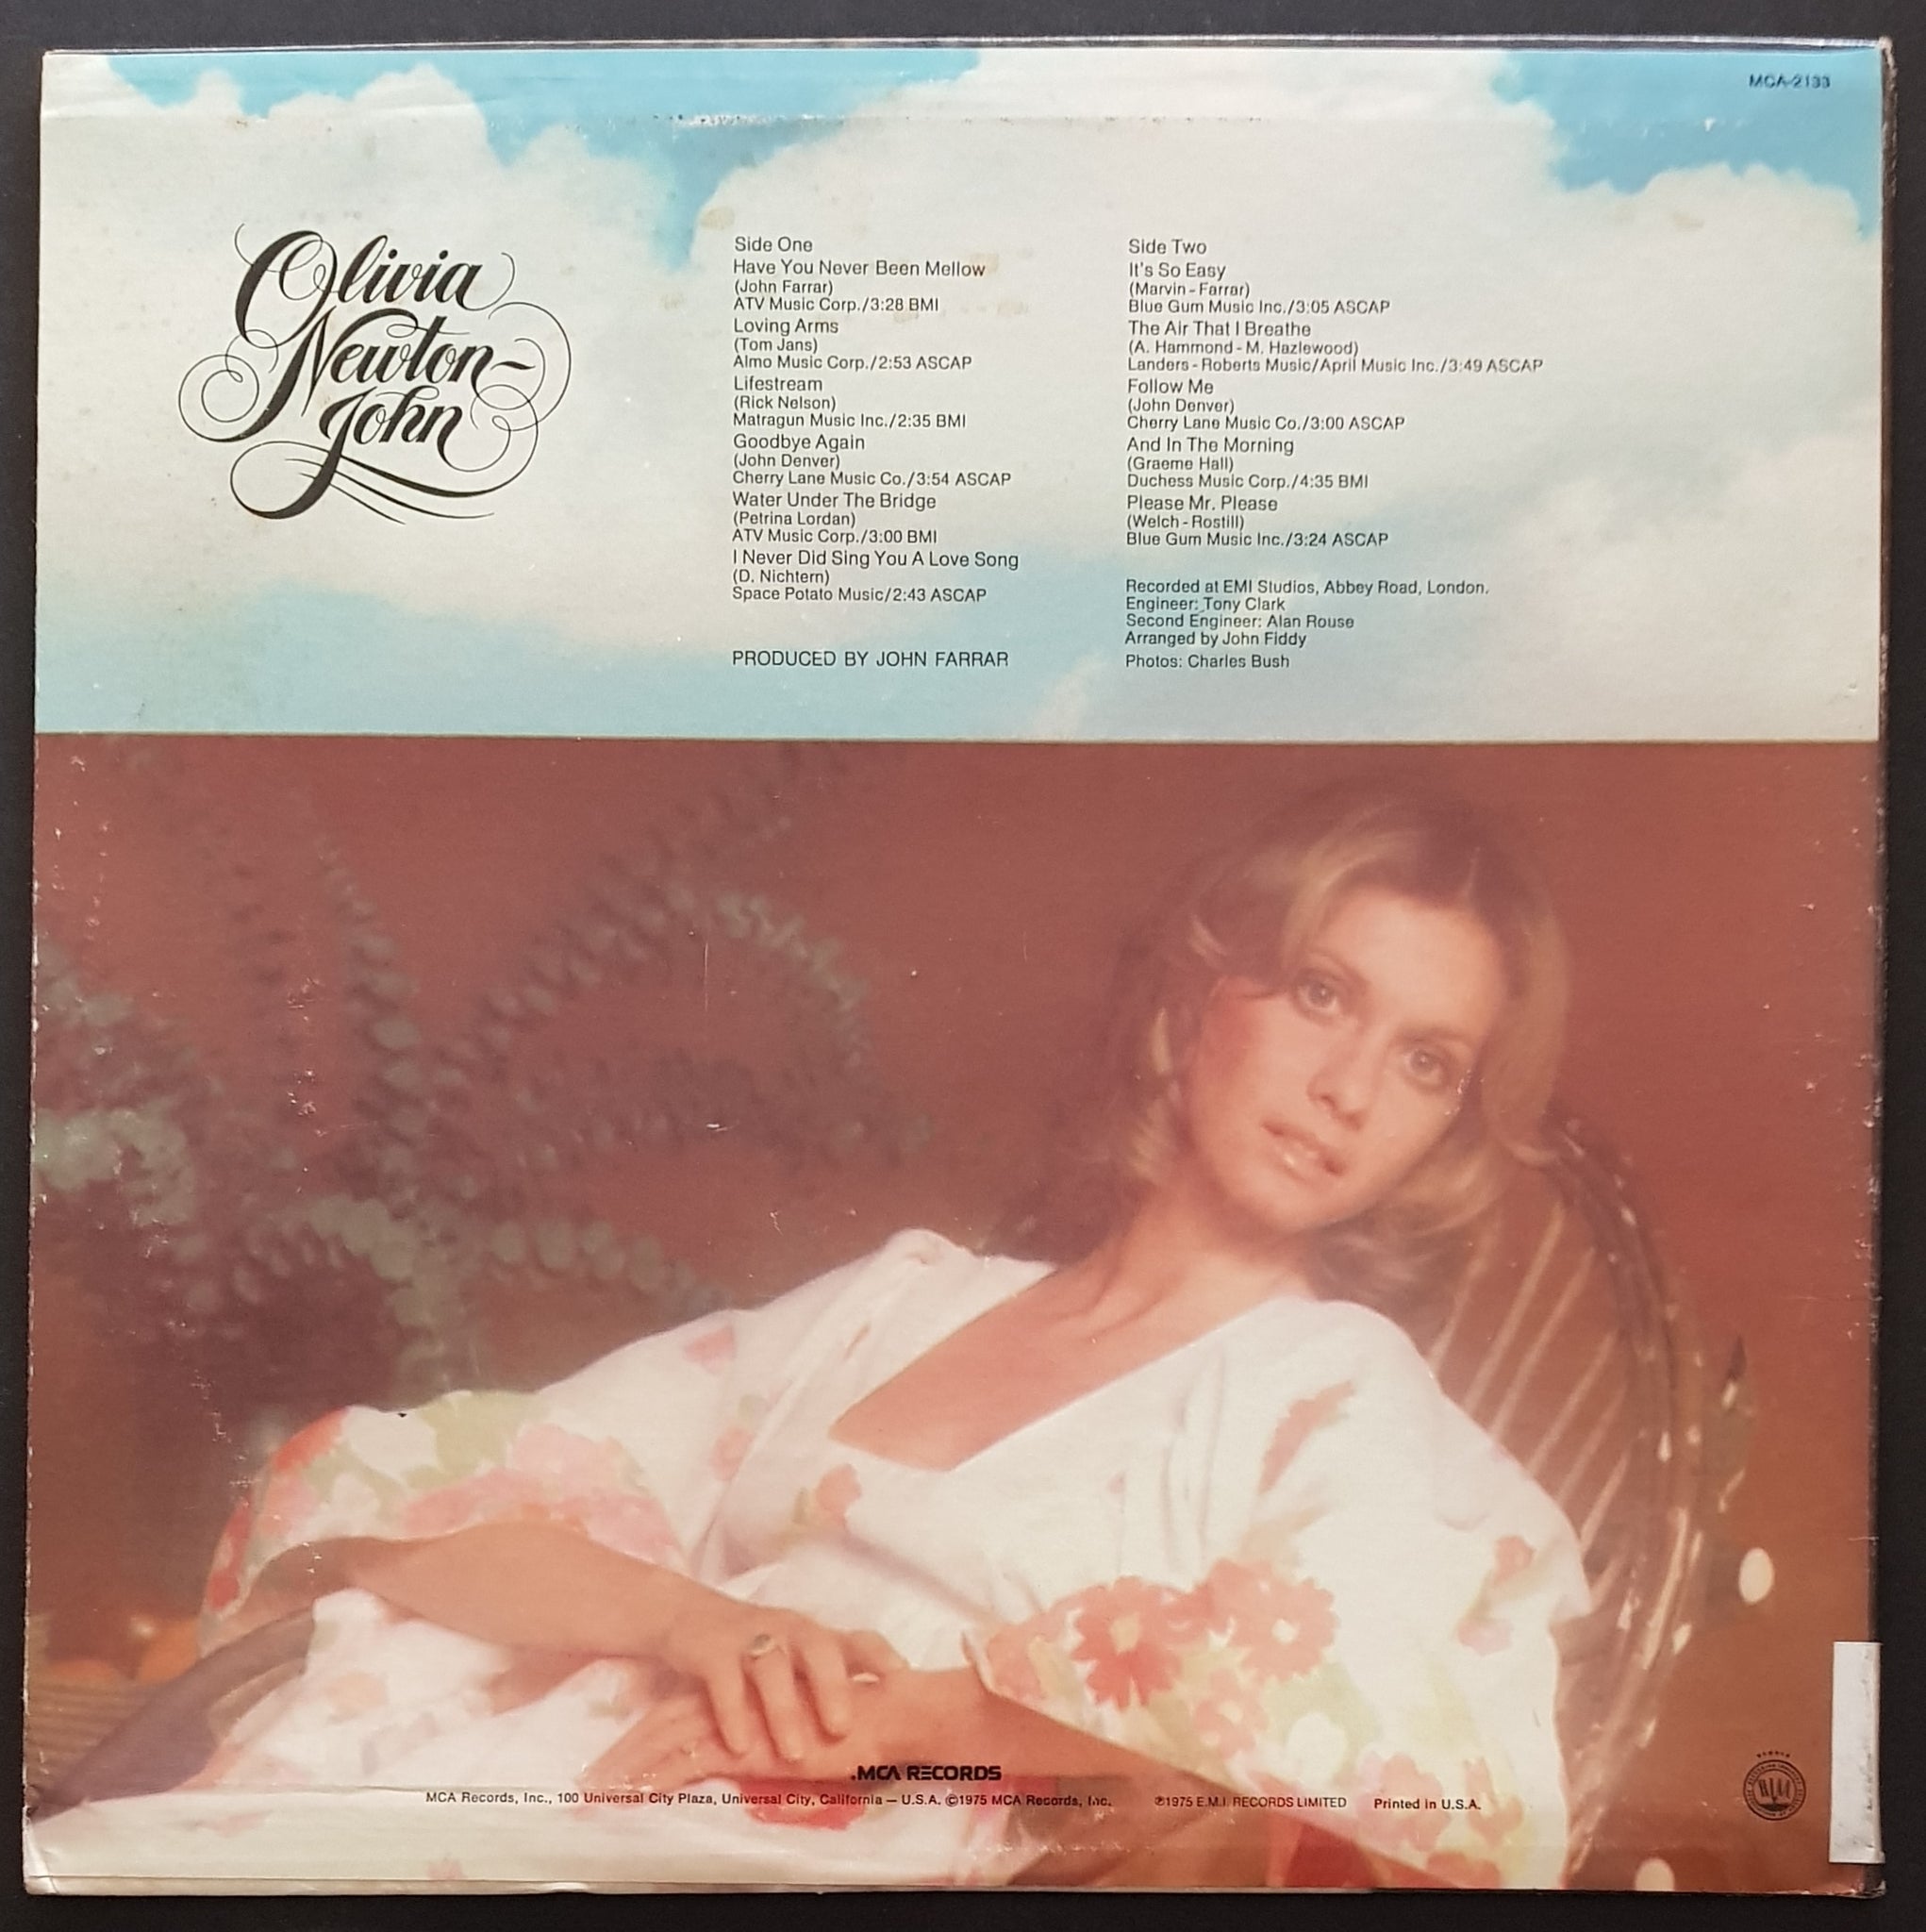 MCA-2133
Olivia
Newton-
John
Side One
Have You Never Been Mellow
(John Farrar)
ATV Music Corp./3:28 BMI
Loving Arms
(Tom Jans)
Almo Music Corp./2:53 ASCAP
Lifestream
(Rick Nelson)
Matragun Music Inc./2:35 BMI
Goodbye Again
(John Denver)
Cherry Lane Music Co./3:54 ASCAP
Water Under The Bridge
(Petrina Lordan)
ATV Music Corp./3:00 BMI
I Never Did Sing You A Love Song
(D. Nichtern)
Space Potato Music/2:43 ASCAP
PRODUCED BY JOHN FARRAR
Side Two
It's So Easy
(Marvin - Farrar)
Blue Gum Music Inc./3:05 ASCAP
The Air That I Breathe
(A. Hammond - M. Hazlewood)
Landers - Roberts Music/April Music Inc./3:49 ASCAP
Follow Me
(John Denver)
Cherry Lane Music Co./3:00 ASCAP
And In The Morning
(Graeme Hall)
Duchess Music Corp./4:35 BMI
Please Mr. Please
(Welch - Rostill)
Blue Gum Music Inc./3:24 ASCAP
Recorded at EMI Studios, Abbey Road, London.
Engineer: Tony Clark
Second Engineer: Alan Rouse
Arranged by John Fiddy
Photos: Charles Bush
.MCA RECORDS
MCA Records, Inc., 100 Universal City Plaza, Universal City, California — U.S.A. ©1975 MCA Records, Inc. ℗1975 E.M.I. RECORDS LIMITED Printed in U.S.A.